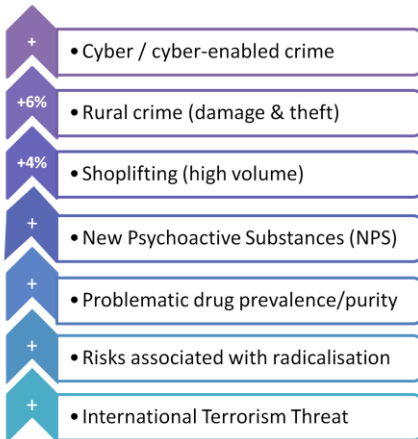 +
• Cyber / cyber-enabled crime
+6%
• Rural crime (damage & theft)
+4%
• Shoplifting (high volume)
+
• New Psychoactive Substances (NPS)
+
• Problematic drug prevalence/purity
+
• Risks associated with radicalisation
+
• International Terrorism Threat